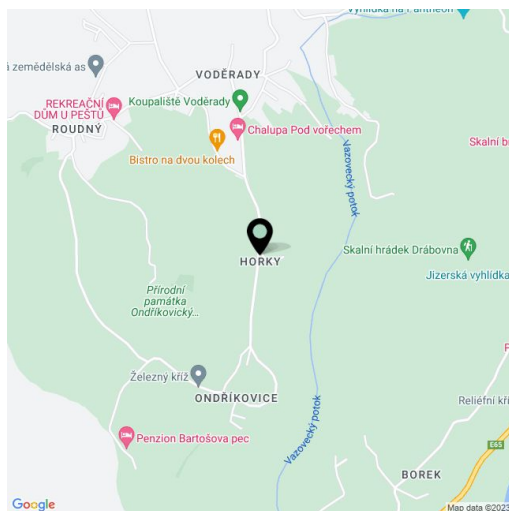 Vyhlídka na Pantheon
í zemědělská as
VODĚRADY
REKREAČNÍ
DŮM U PEŠTŮ
ROUDNÝ
Koupaliště Voděrady
Chalupa Pod vořechem
Bistro na dvou kolech
Vazovecký potok
Skalní b
Skalní hrádek Drábovna
HORKY
Jizerská vyhlídka
Přírodní
památka
Ondříkovický...
Železný kříž
ONDŘÍKOVICE
Reliéfní kří
Penzion Bartošova pec
Vazovecký potok
E65
BOREK
Google
Map data ©2023